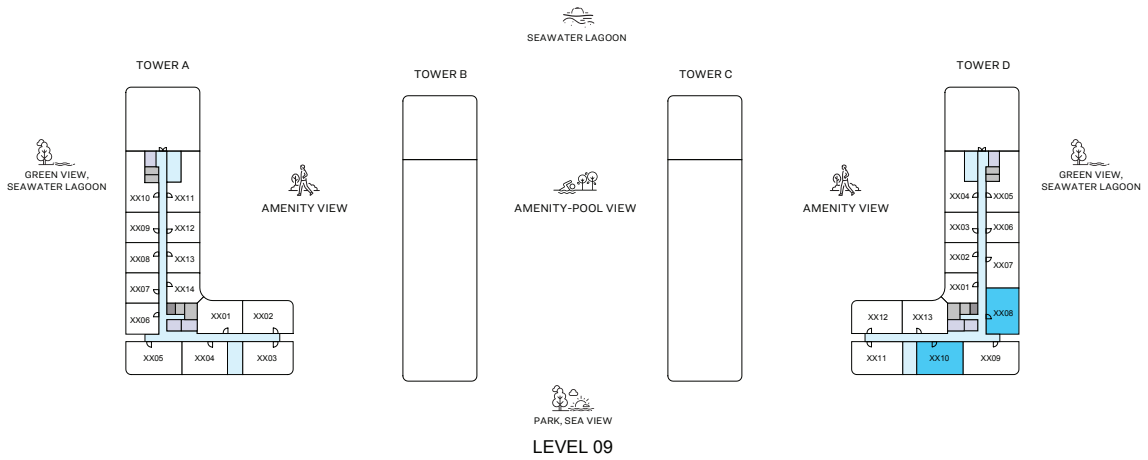 SEAWATER LAGOON
TOWER A
TOWER B
TOWER C
TOWER D
GREEN VIEW,
SEAWATER LAGOON
AMENITY VIEW
AMENITY-POOL VIEW
AMENITY VIEW
GREEN VIEW,
SEAWATER LAGOON
XX10 XX11
XX09 XX12
XX08 XX13
XX07 XX14
XX06 XX01 XX02
XX05 XX04 XX03
XX04 XX05
XX03 XX06
XX02 XX07
XX01
XX08
XX12 XX13
XX11 XX10 XX09
PARK, SEA VIEW
LEVEL 09